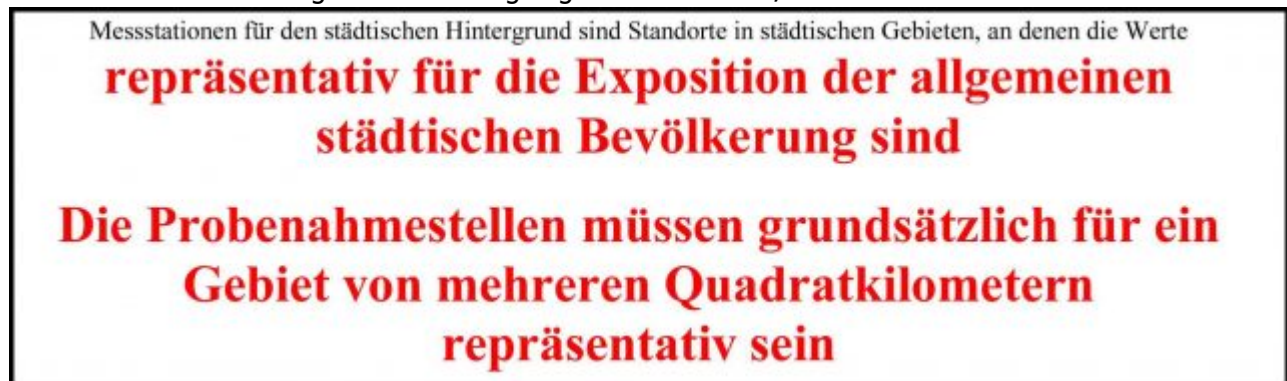 Messstationen für den städtischen Hintergrund sind Standorte in städtischen Gebieten, an denen die Werte
repräsentativ für die Exposition der allgemeinen
städtischen Bevölkerung sind
Die Probenahmestellen müssen grundsätzlich für ein
Gebiet von mehreren Quadratkilometern
repräsentativ sein